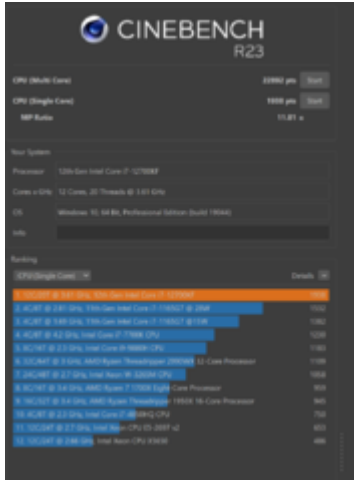 CINEBENCH
R23
CPU (Multi Core) pts Start
CPU (Single Core) pts Start
MP Ratio 11.81 x
Your System
Processor 12th Gen Intel Core i7-12700KF
Cores x GHz 12 Cores, 20 Threads @ 3.61 GHz
OS Windows 10, 64 Bit, Professional Edition (build 19044)
Info
Ranking
CPU (Single Core) Details
1. 12C/20T @ 3.61 GHz, 12th Gen Intel Core i7-12700KF
2. 4C/8T @ 2.81 GHz, 11th Gen Intel Core i7-1165G7 @ 28W 1532
3. 4C/8T @ 1.69 GHz, 11th Gen Intel Core i7-1165G7 @15W 1382
4. 4C/8T @ 4.2 GHz, Intel Core i7-7700K CPU
5. 8C/16T @ 2.3 GHz, Intel Core i9-9880H CPU
6. 32C/64T @ 3 GHz, AMD Ryzen Threadripper 2990WX 32-Core Processor 1109
7. 24C/48T @ 2.7 GHz, Intel Xeon W-3265M CPU
8. 8C/16T @ 3.4 GHz, AMD Ryzen 7 1700X Eight-Core Processor 959
9. 16C/32T @ 3.4 GHz, AMD Ryzen Threadripper 1950X 16-Core Processor 945
10. 4C/8T @ 2.3 GHz, Intel Core i7-4850HQ CPU 750
11. 12C/24T @ 2.7 GHz, Intel Xeon CPU E5-2697 v2 653
12. 12C/24T @ 2.66 GHz, Intel Xeon CPU X5650 486